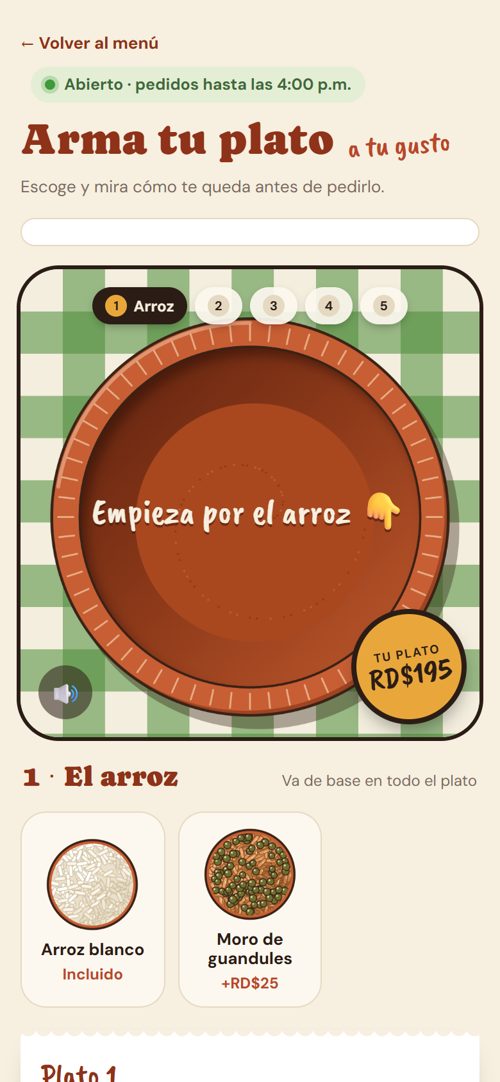 ← Volver al menú
Abierto · pedidos hasta las 4:00 p.m.
Arma tu plato a tu gusto
Escoge y mira cómo te queda antes de pedirlo.
1 Arroz 2 3 4 5
Empieza por el arroz 👇
TU PLATO
RD$195
1 · El arroz
Va de base en todo el plato
Arroz blanco
Incluido
Moro de
guandules
+RD$25
Plato 1